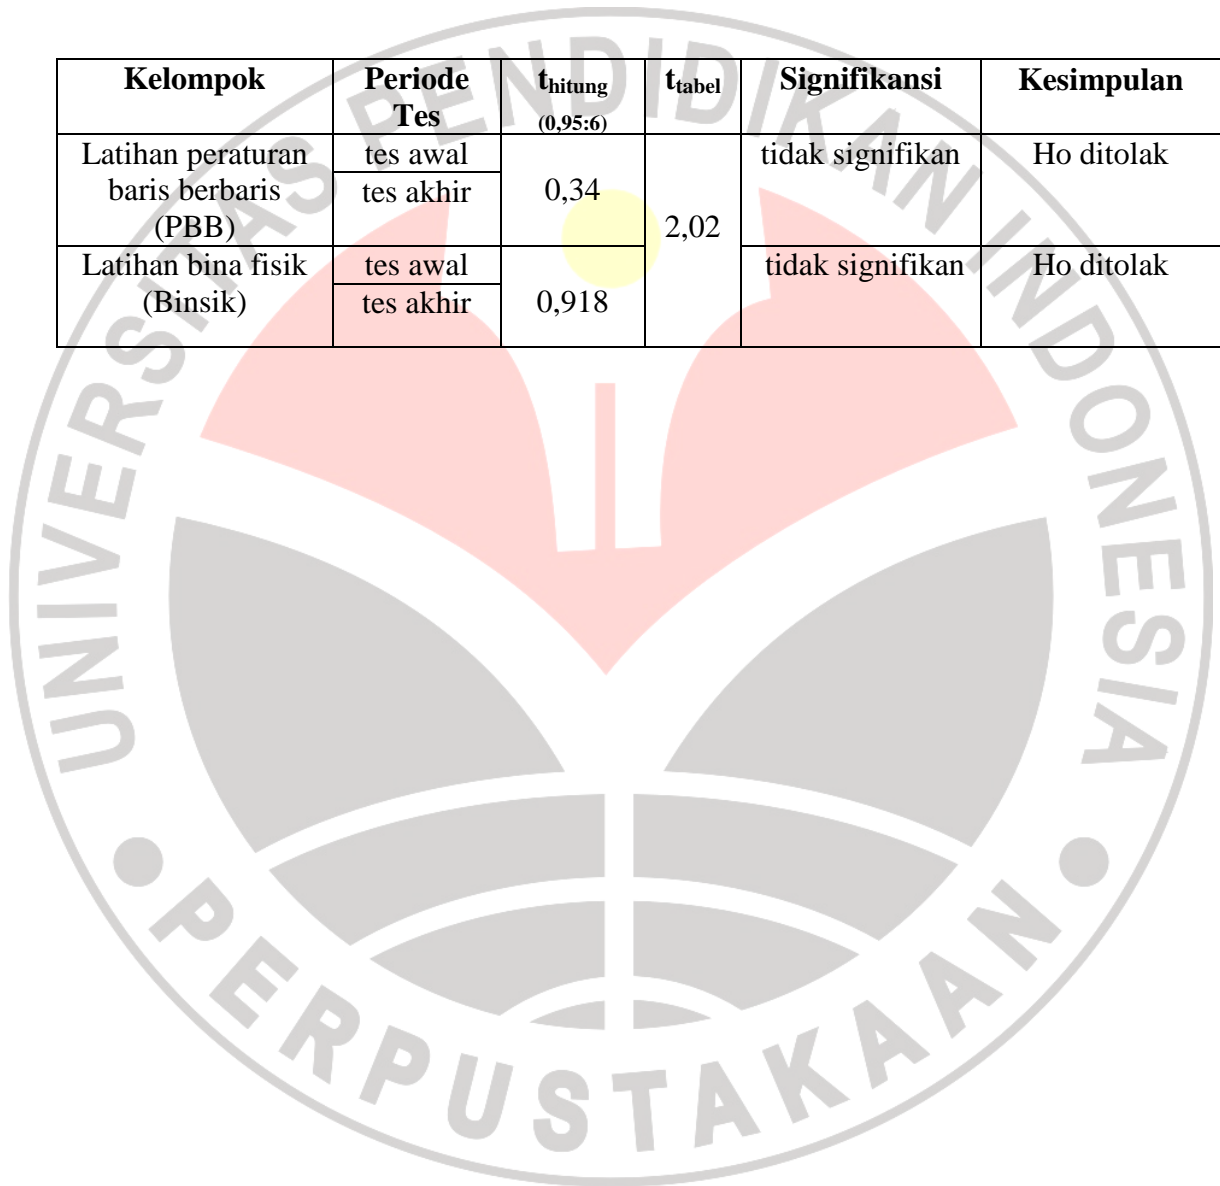 Kelompok Periode Tes t_hitung (0,95:6) t_tabel Signifikansi Kesimpulan
Latihan peraturan baris berbaris (PBB) tes awal tidak signifikan Ho ditolak
tes akhir 0,34
2,02
Latihan bina fisik (Binsik) tes awal tidak signifikan Ho ditolak
tes akhir 0,918
UNIVERSITAS PENDIDIKAN INDONESIA
PERPUSTAKAAN